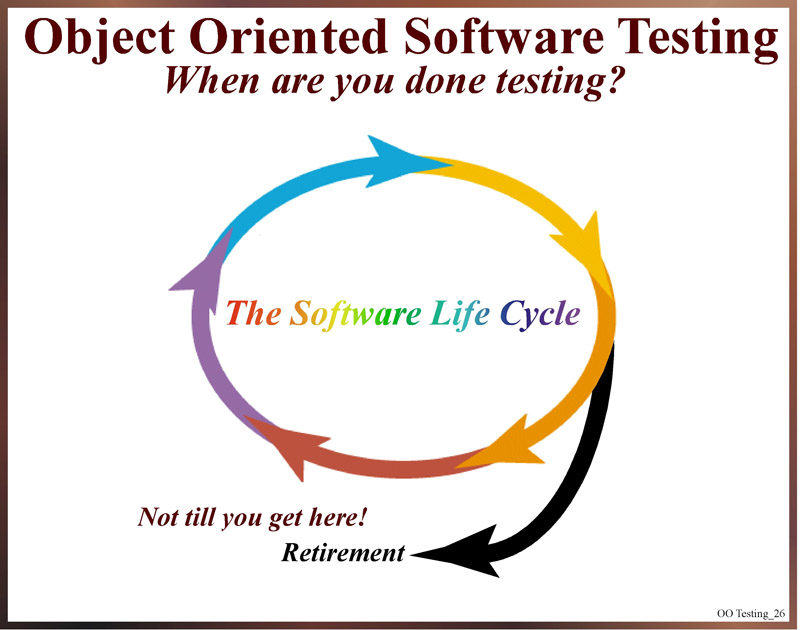 Object Oriented Software Testing
When are you done testing?
The Software Life Cycle
Not till you get here!
Retirement
OO Testing_26